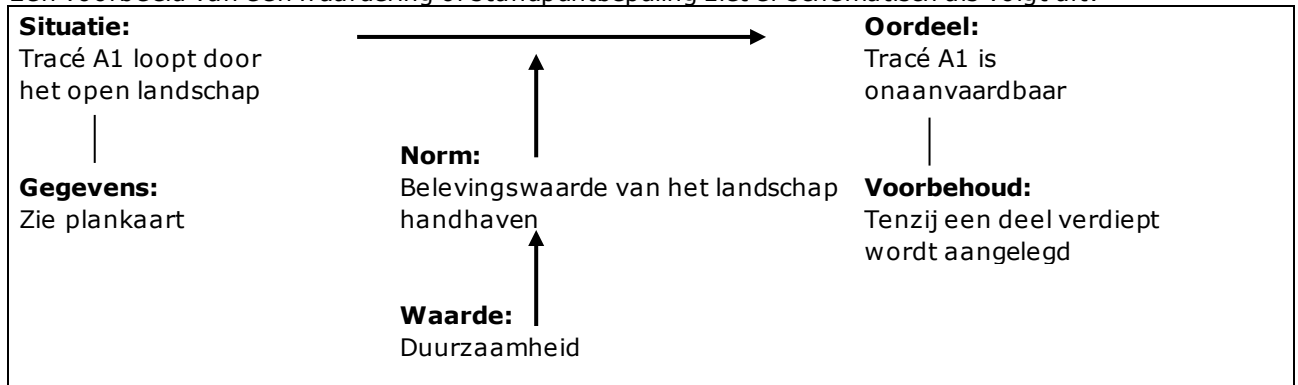 Situatie:
Tracé A1 loopt door
het open landschap
Oordeel:
Tracé A1 is
onaanvaardbaar
Norm:
Belevingswaarde van het landschap
handhaven
Gegevens:
Zie plankaart
Voorbehoud:
Tenzij een deel verdiept
wordt aangelegd
Waarde:
Duurzaamheid